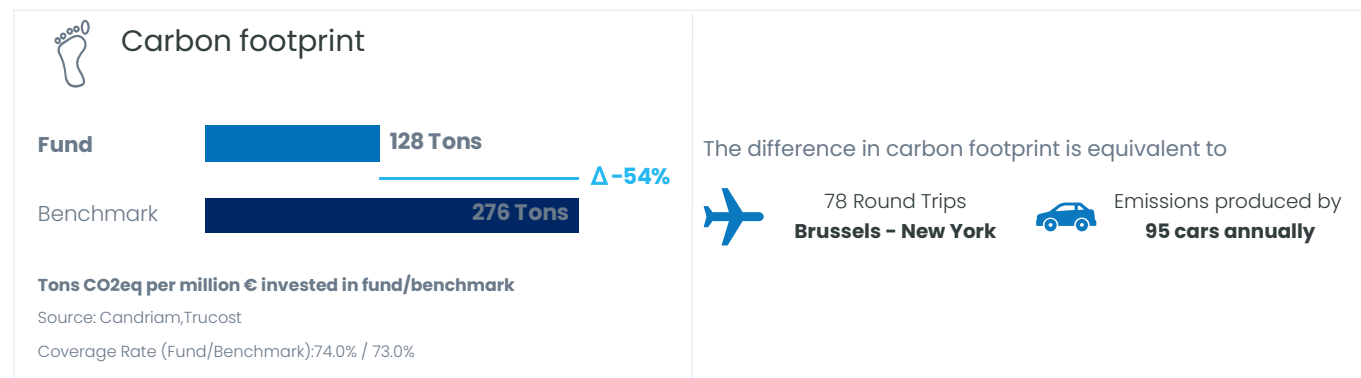 Carbon footprint
Fund
128 Tons
Δ -54%
Benchmark
276 Tons
Tons CO2eq per million € invested in fund/benchmark
Source: Candriam,Trucost
Coverage Rate (Fund/Benchmark):74.0% / 73.0%
The difference in carbon footprint is equivalent to
78 Round Trips
Brussels - New York
Emissions produced by
95 cars annually